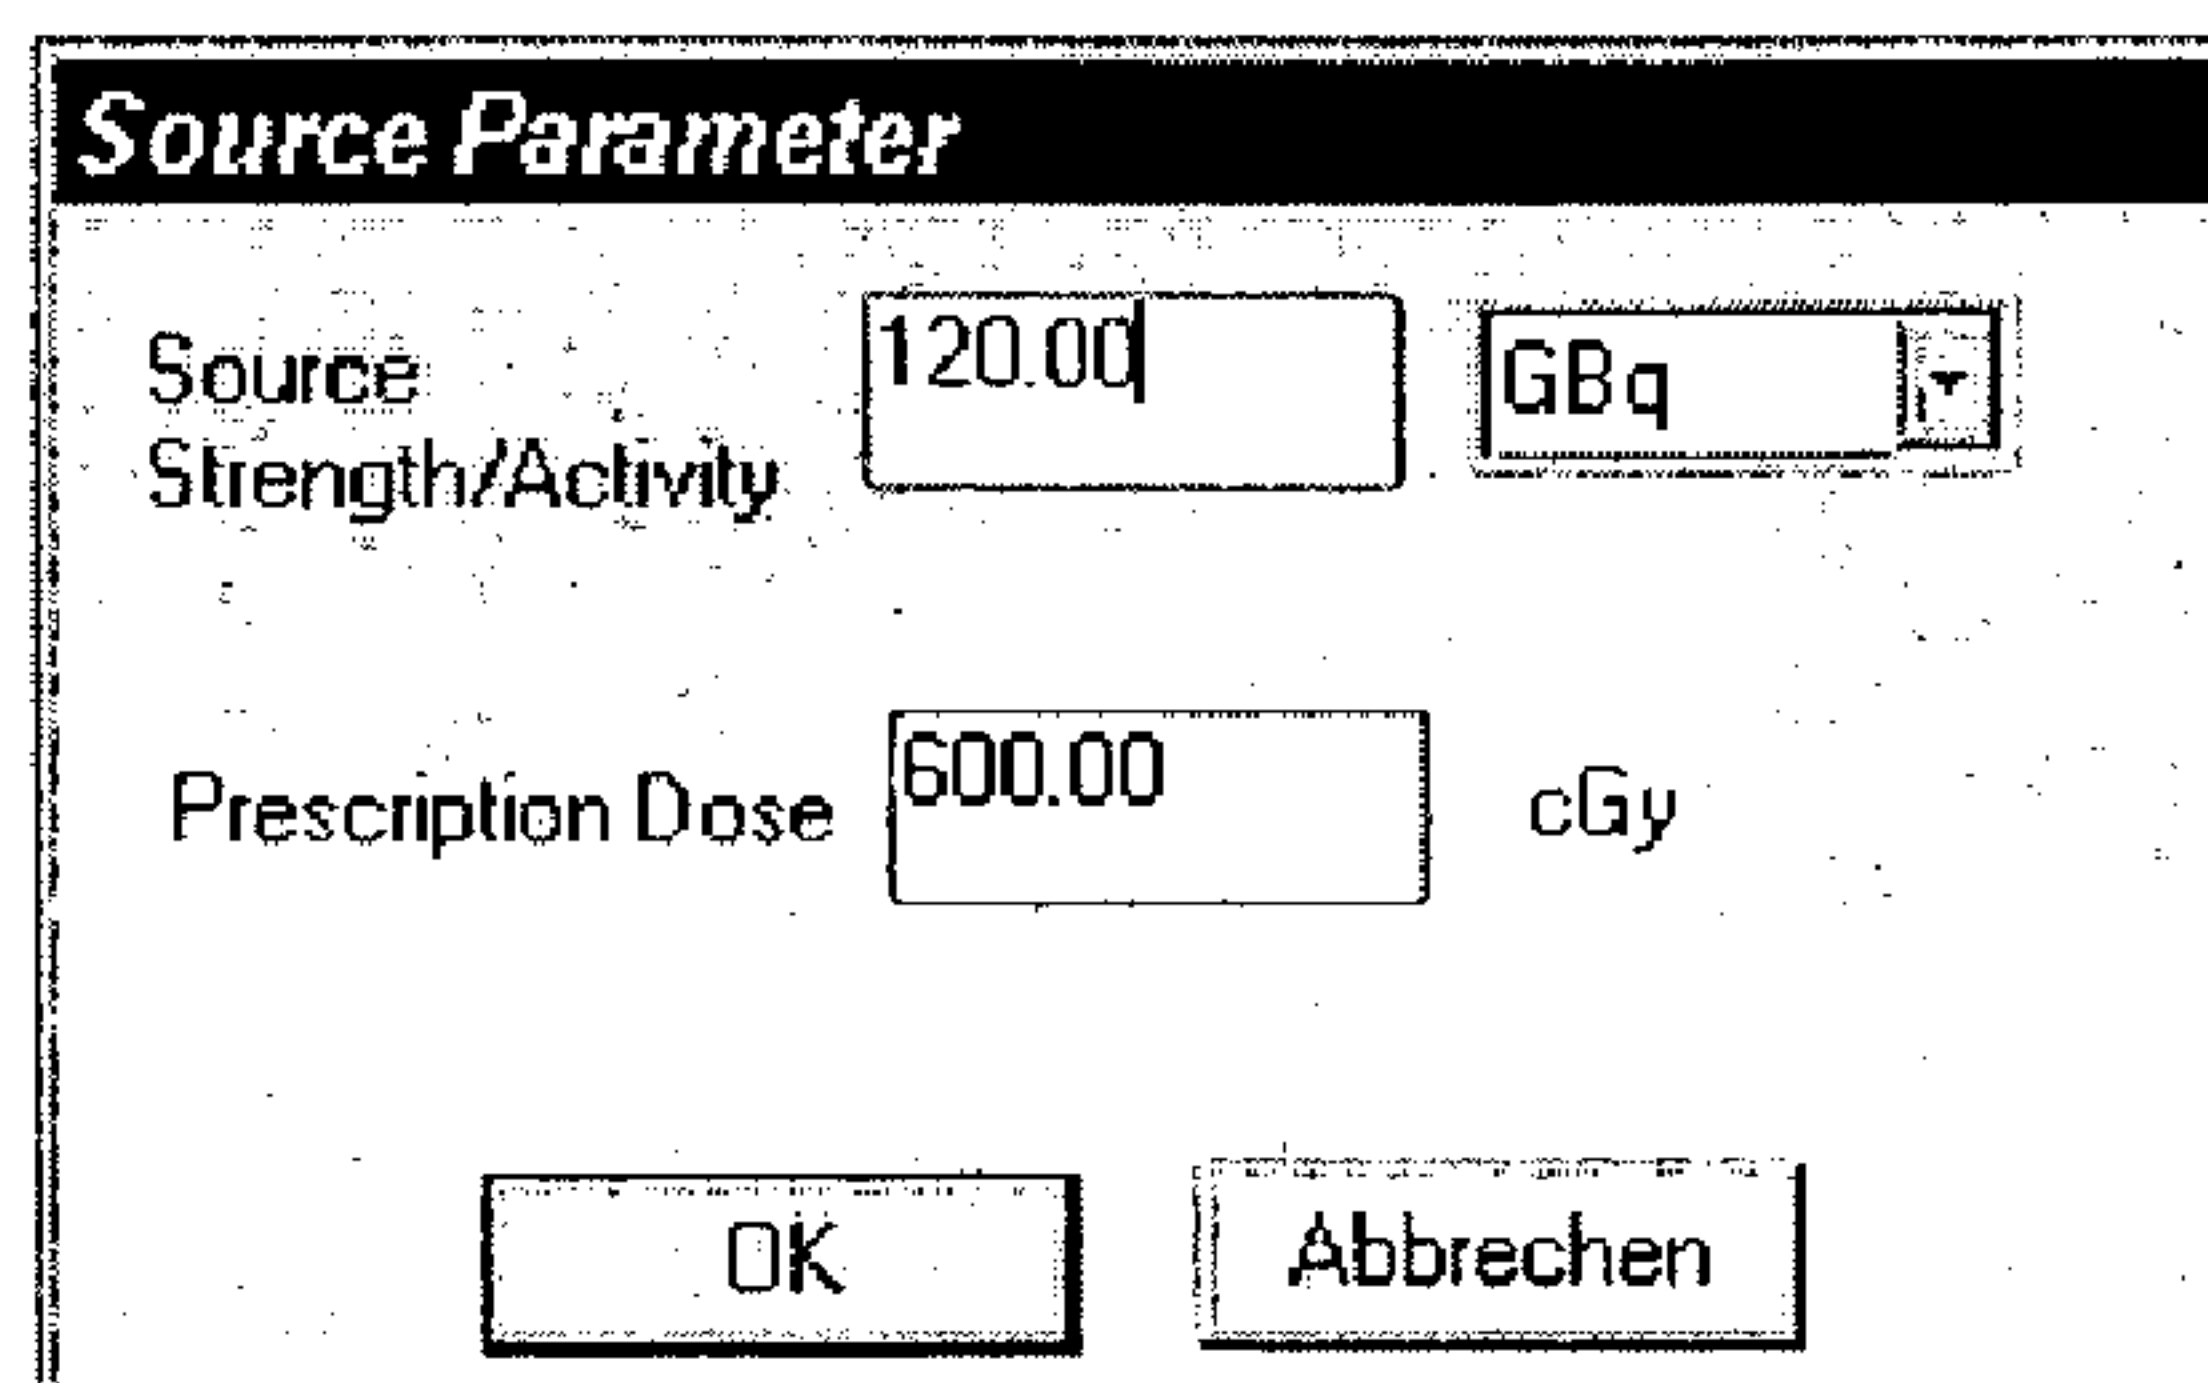 Source Parameter
Source 120.00 GBq
Strength/Activity
Prescription Dose 600.00 cGy
OK Abbrechen